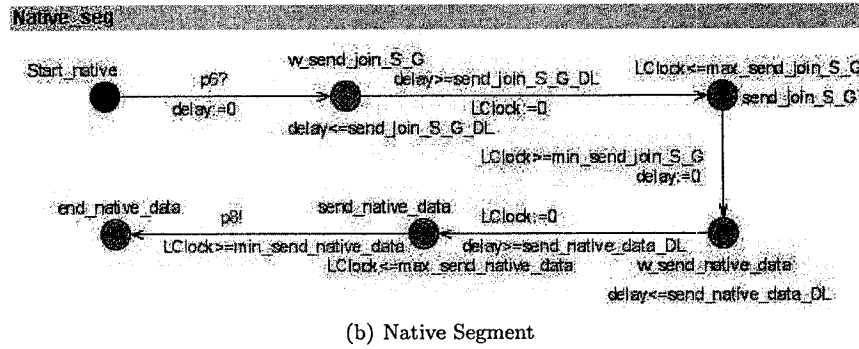 Native_seg
w_send_join_S_G
Start_native
p6?
delay>=send_join_S_G_DL
LClock<=max_send_join_S_G
delay:=0
LClock:=0
send_join_S_G
delay<=send_join_S_G_DL
LClock>=min_send_join_S_G
delay:=0
end_native_data
p8!
send_native_data
LClock:=0
LClock>=min_send_native_data
delay>=send_native_data_DL
LClock<=max_send_native_data
w_send_native_data
delay<=send_native_data_DL
(b) Native Segment